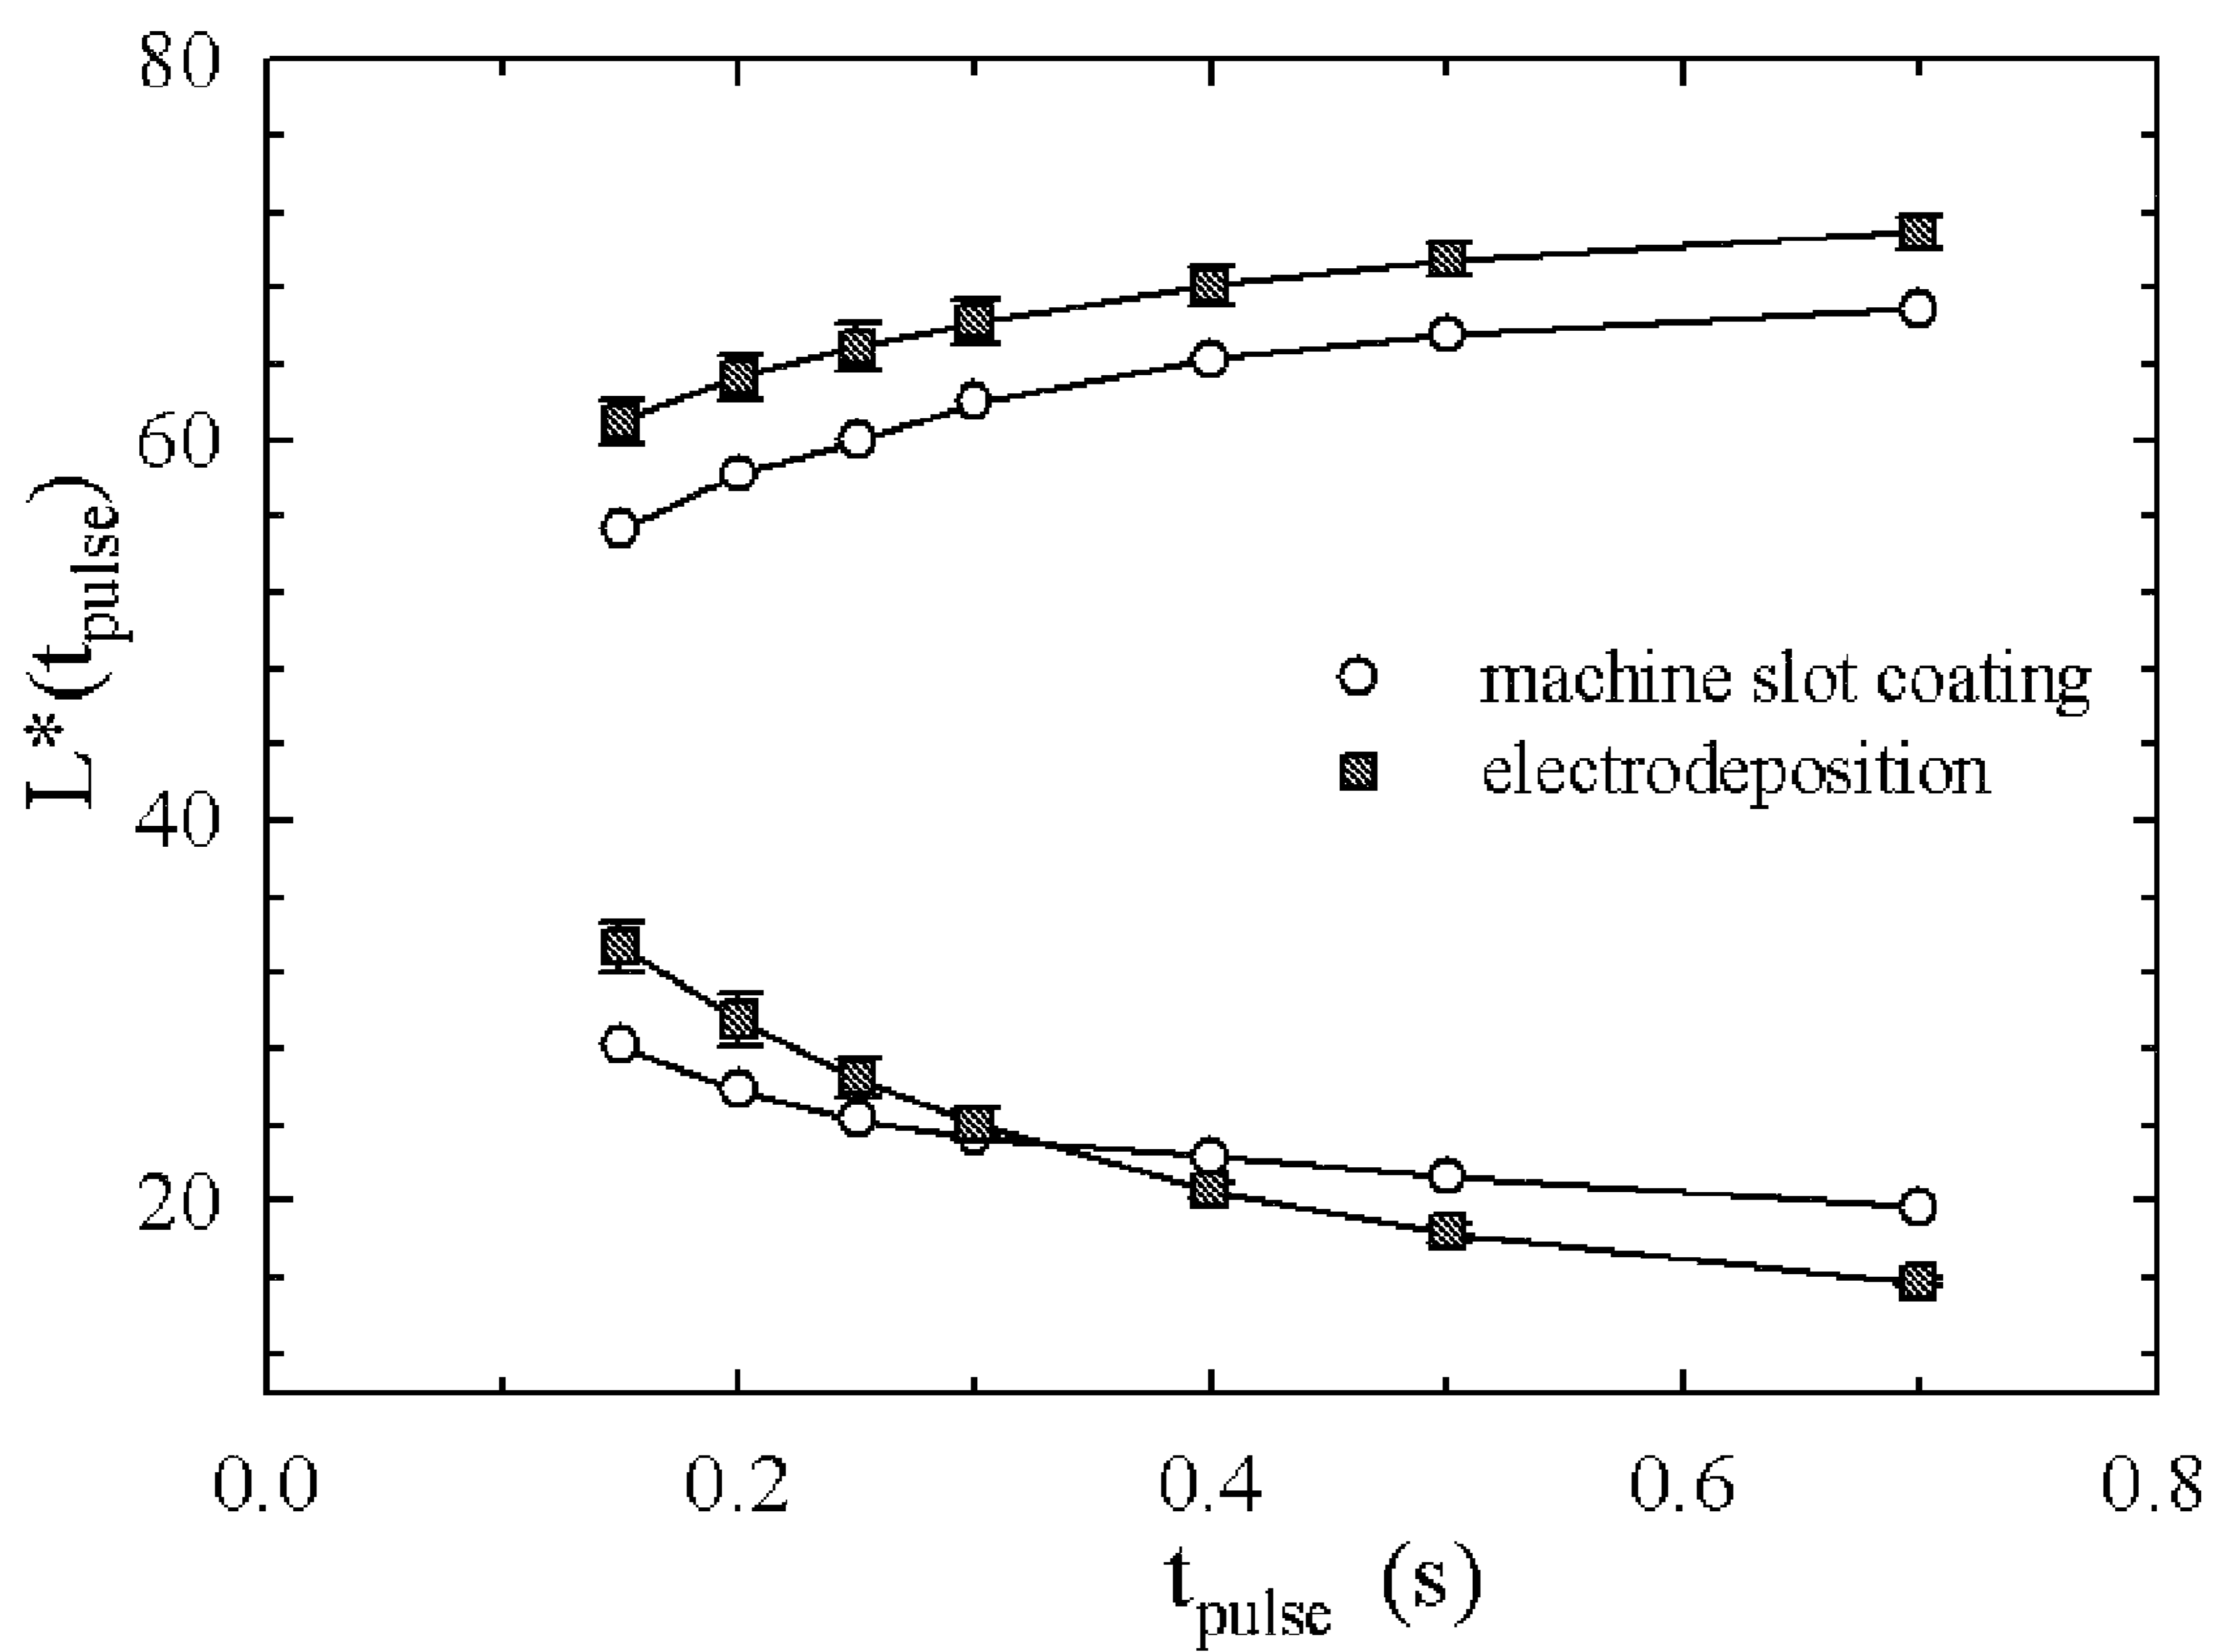 80
60
40
20
L*(tpulse)
machine slot coating
electrodeposition
0.0 0.2 0.4 0.6 0.8
tpulse (s)